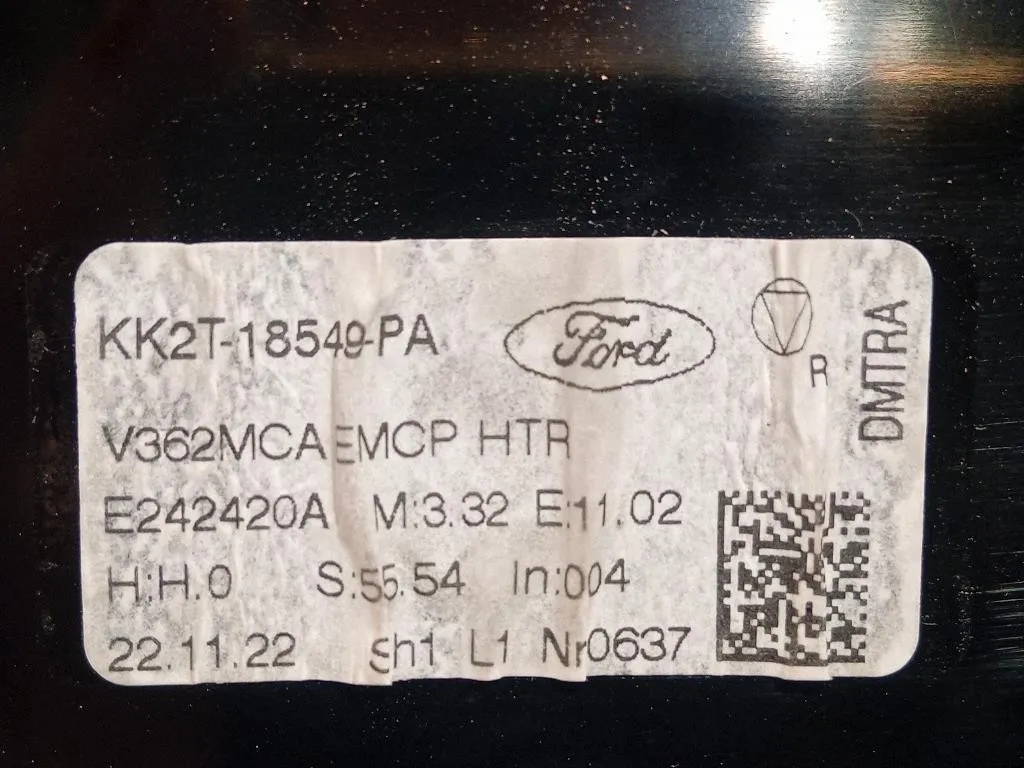 KK2T-18549-PA
Ford
R
DMTRA
V362MCA EMCP HTR
E242420A M:3.32 E:11.02
H:H.0 S:55.54 In:004
22.11.22 Sh1 L1 Nr0637